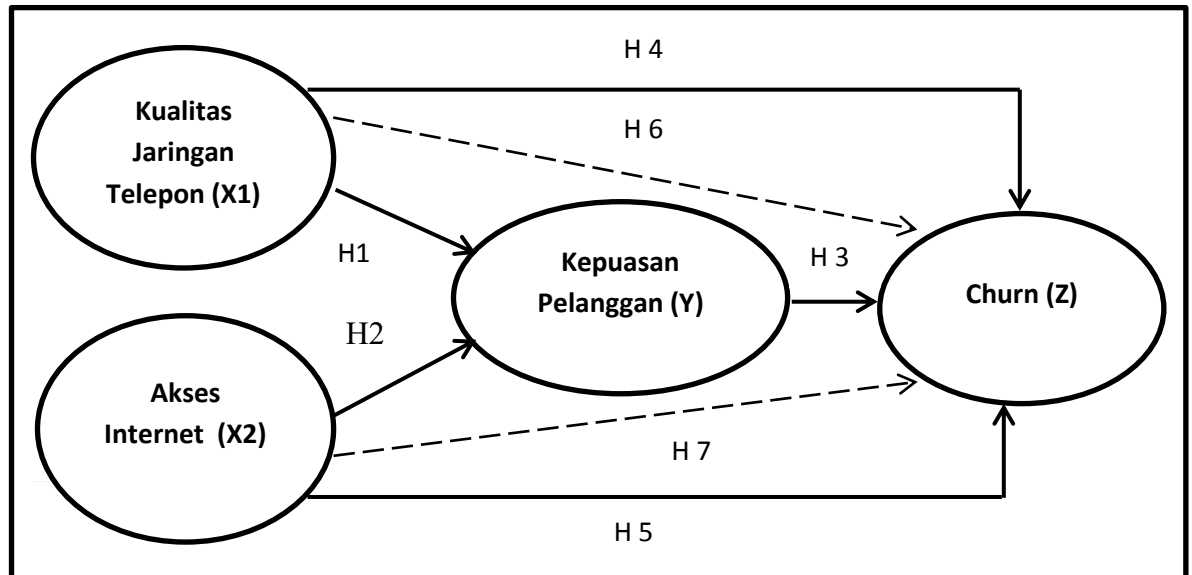 H 4
Kualitas
Jaringan
Telepon (X1)
H 6
H1
Kepuasan
Pelanggan (Y)
H 3
Churn (Z)
H2
Akses
Internet (X2)
H 7
H 5